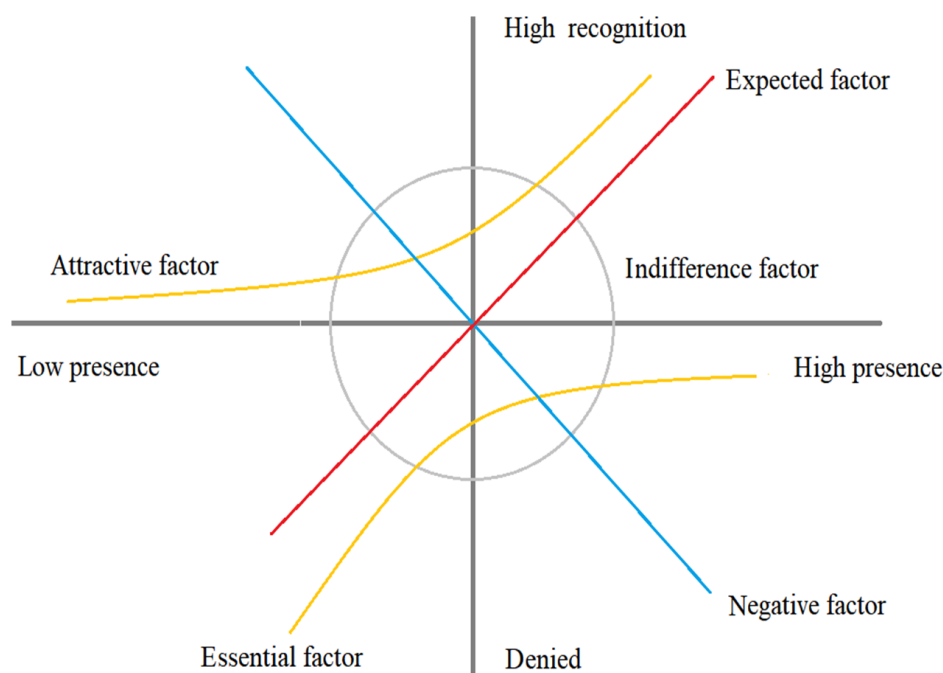 High recognition
Expected factor
Attractive factor
Indifference factor
Low presence
High presence
Negative factor
Essential factor
Denied